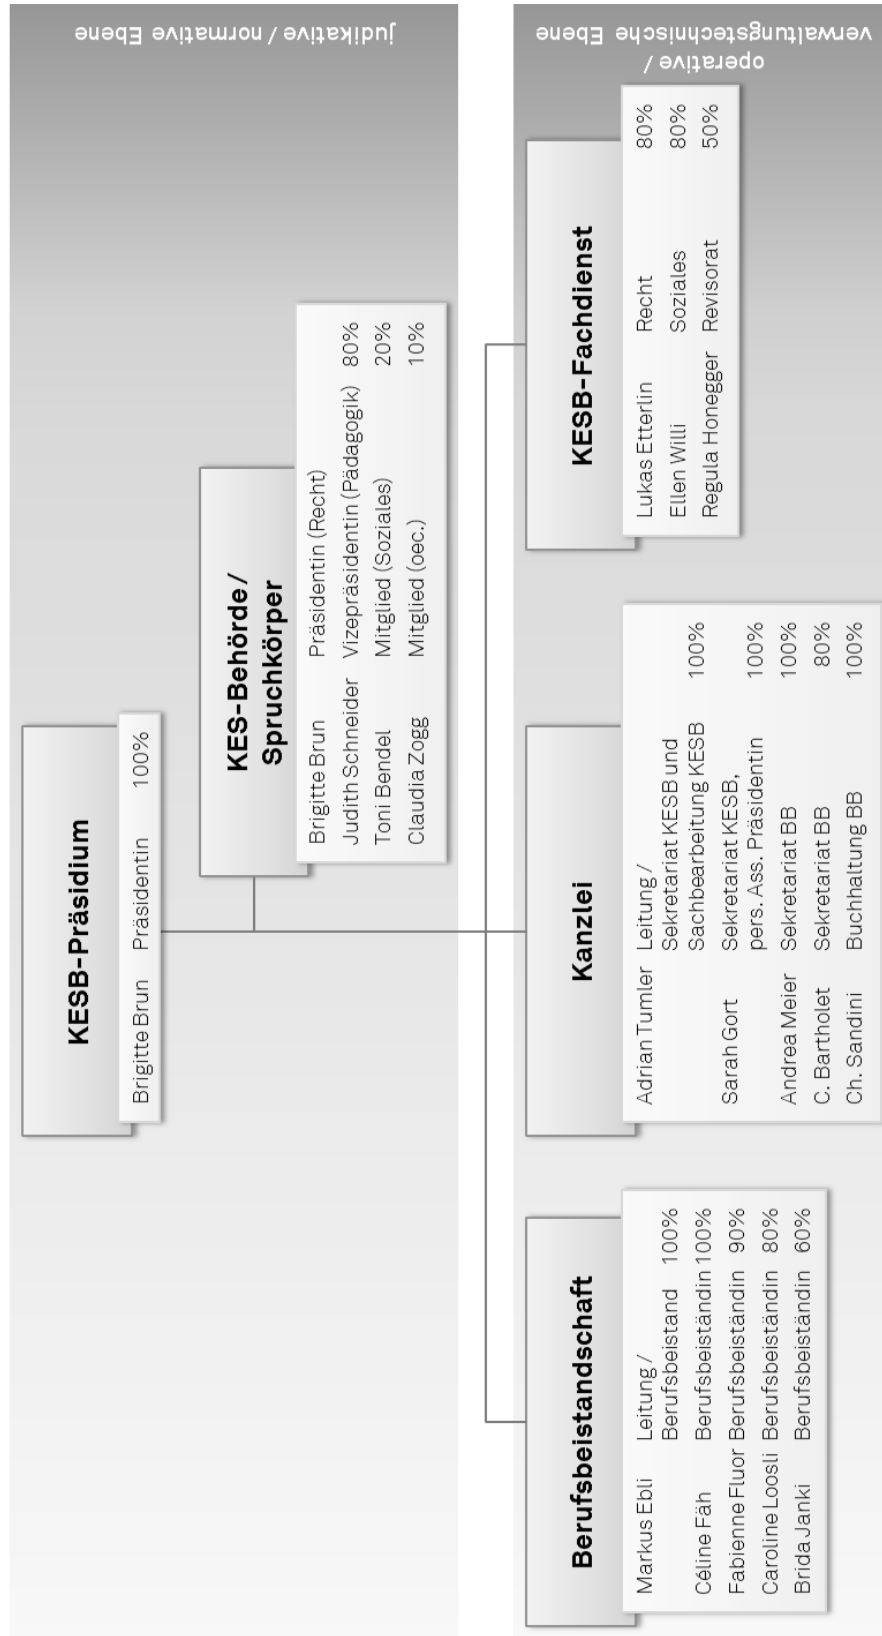 judikative / normative Ebene
KESB-Präsidium
Brigitte Brun Präsidentin 100%
KES-Behörde/
Spruchkörper
Brigitte Brun Präsidentin (Recht)
Judith Schneider Vizepräsidentin (Pädagogik) 80%
Toni Bendel Mitglied (Soziales) 20%
Claudia Zogg Mitglied (oec.) 10%
operative /
verwaltungstechnische Ebene
Berufsbeistandschaft
Markus Ebli Leitung /
Berufsbeistand 100%
Céline Fäh Berufsbeiständin 100%
Fabienne Fluor Berufsbeiständin 90%
Caroline Loosli Berufsbeiständin 80%
Brida Janki Berufsbeiständin 60%
Kanzlei
Adrian Tumler Leitung /
Sekretariat KESB und
Sachbearbeitung KESB 100%
Sarah Gort Sekretariat KESB,
pers. Ass. Präsidentin 100%
Andrea Meier Sekretariat BB 100%
C. Bartholet Sekretariat BB 80%
Ch. Sandini Buchhaltung BB 100%
KESB-Fachdienst
Lukas Etterlin Recht 80%
Ellen Willi Soziales 80%
Regula Honegger Revisorat 50%